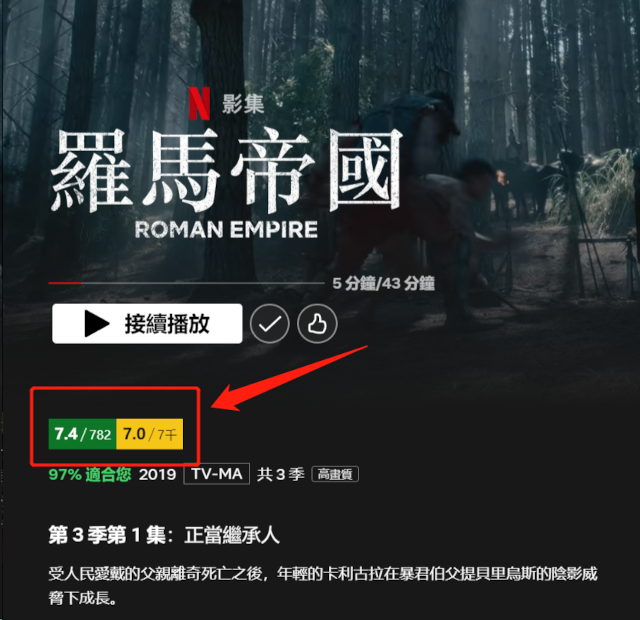 N 影集
羅馬帝國
ROMAN EMPIRE
5 分鐘/43 分鐘
接續播放
7.4 / 782 7.0 / 7千
97% 適合您 2019 TV-MA 共 3 季 高畫質
第 3 季第 1 集：正當繼承人
受人民愛戴的父親離奇死亡之後，年輕的卡利古拉在暴君伯父提貝里烏斯的陰影威
脅下成長。